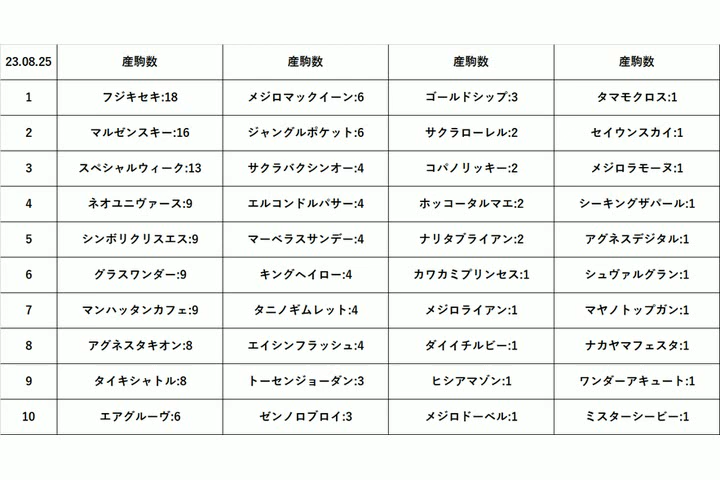 23.08.25 産駒数 産駒数 産駒数 産駒数
1 フジキセキ:18 メジロマックイーン:6 ゴールドシップ:3 タマモクロス:1
2 マルゼンスキー:16 ジャングルポケット:6 サクラローレル:2 セイウンスカイ:1
3 スペシャルウィーク:13 サクラバクシンオー:4 コパノリッキー:2 メジロラモーヌ:1
4 ネオユニヴァース:9 エルコンドルパサー:4 ホッコータルマエ:2 シーキングザパール:1
5 シンボリクリスエス:9 マーベラスサンデー:4 ナリタブライアン:2 アグネスデジタル:1
6 グラスワンダー:9 キングヘイロー:4 カワカミプリンセス:1 シュヴァルグラン:1
7 マンハッタンカフェ:9 タニノギムレット:4 メジロライアン:1 マヤノトップガン:1
8 アグネスタキオン:8 エイシンフラッシュ:4 ダイイチルビー:1 ナカヤマフェスタ:1
9 タイキシャトル:8 トーセンジョーダン:3 ヒシアマゾン:1 ワンダーアキュート:1
10 エアグルーヴ:6 ゼンノロブロイ:3 メジロドーベル:1 ミスターシービー:1